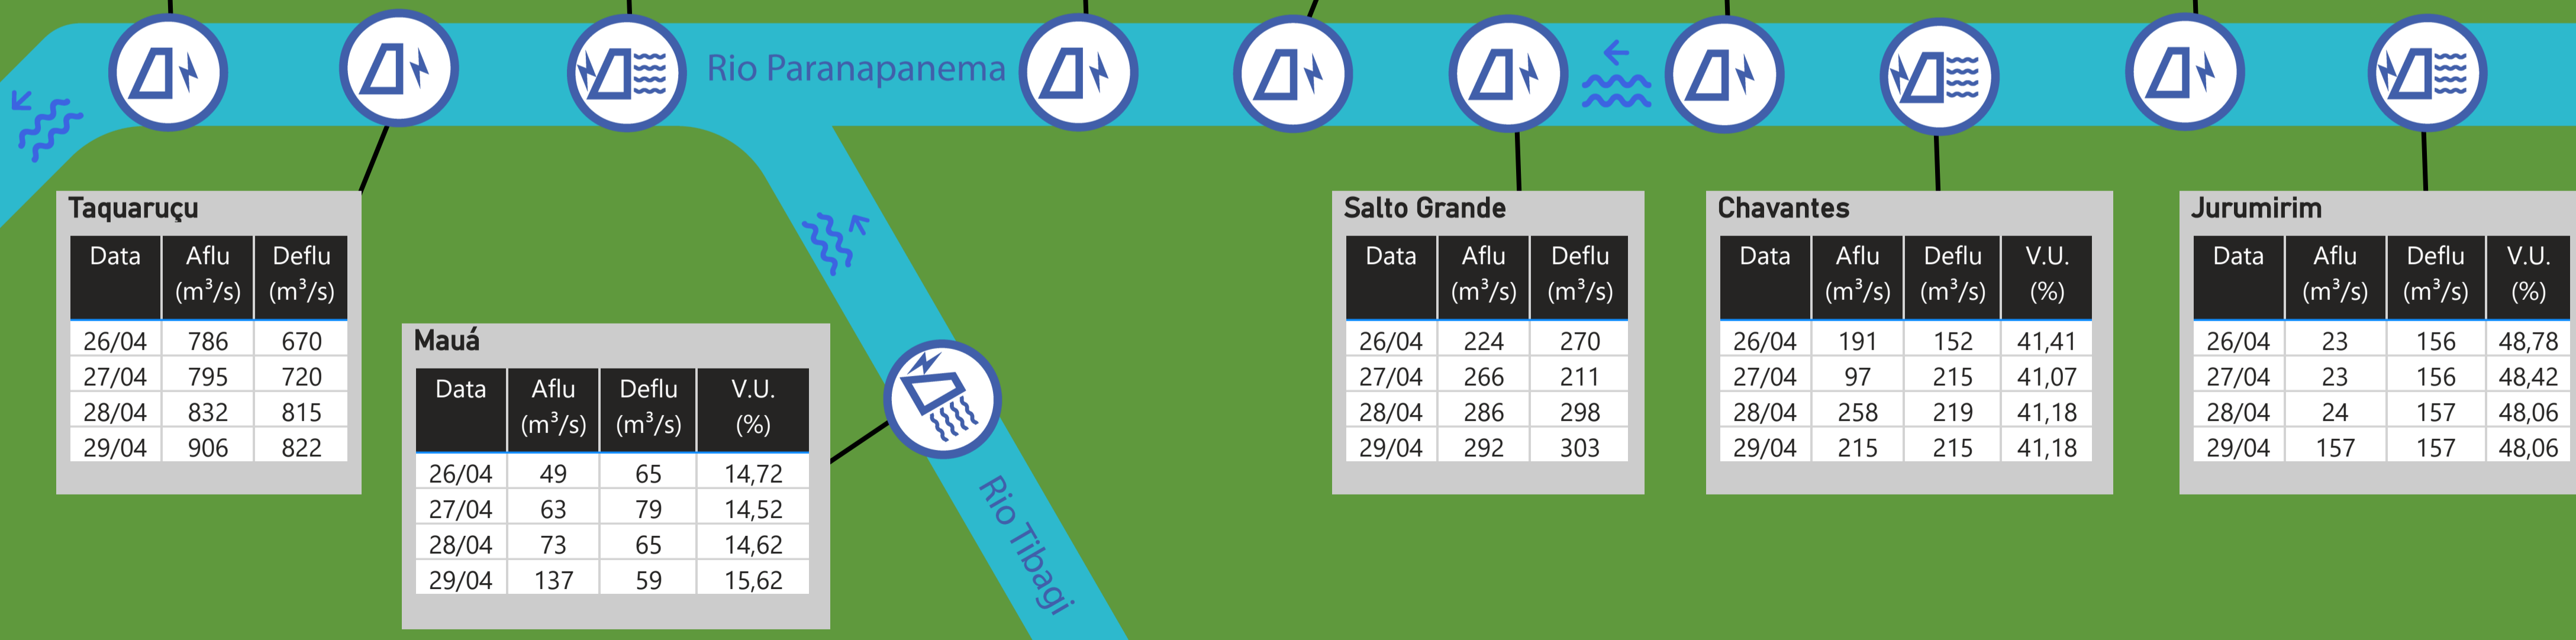 Rio Paranapanema
Taquaruçu
Data Aflu Deflu
(m³/s) (m³/s)
26/04 786 670
27/04 795 720
28/04 832 815
29/04 906 822
Mauá
Data Aflu Deflu V.U.
(m³/s) (m³/s) (%)
26/04 49 65 14,72
27/04 63 79 14,52
28/04 73 65 14,62
29/04 137 59 15,62
Rio Tibagi
Salto Grande
Data Aflu Deflu
(m³/s) (m³/s)
26/04 224 270
27/04 266 211
28/04 286 298
29/04 292 303
Chavantes
Data Aflu Deflu V.U.
(m³/s) (m³/s) (%)
26/04 191 152 41,41
27/04 97 215 41,07
28/04 258 219 41,18
29/04 215 215 41,18
Jurumirim
Data Aflu Deflu V.U.
(m³/s) (m³/s) (%)
26/04 23 156 48,78
27/04 23 156 48,42
28/04 24 157 48,06
29/04 157 157 48,06